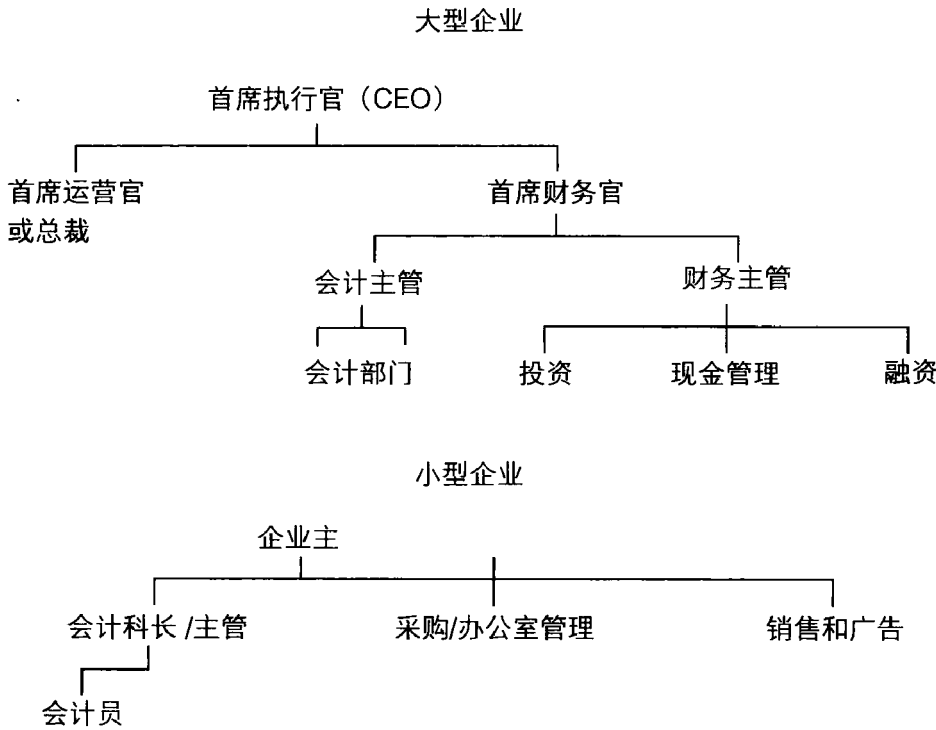 大型企业
首席执行官（CEO）
首席运营官
或总裁
首席财务官
会计主管
财务主管
会计部门
投资
现金管理
融资
小型企业
企业主
会计科长/主管
采购/办公室管理
销售和广告
会计员